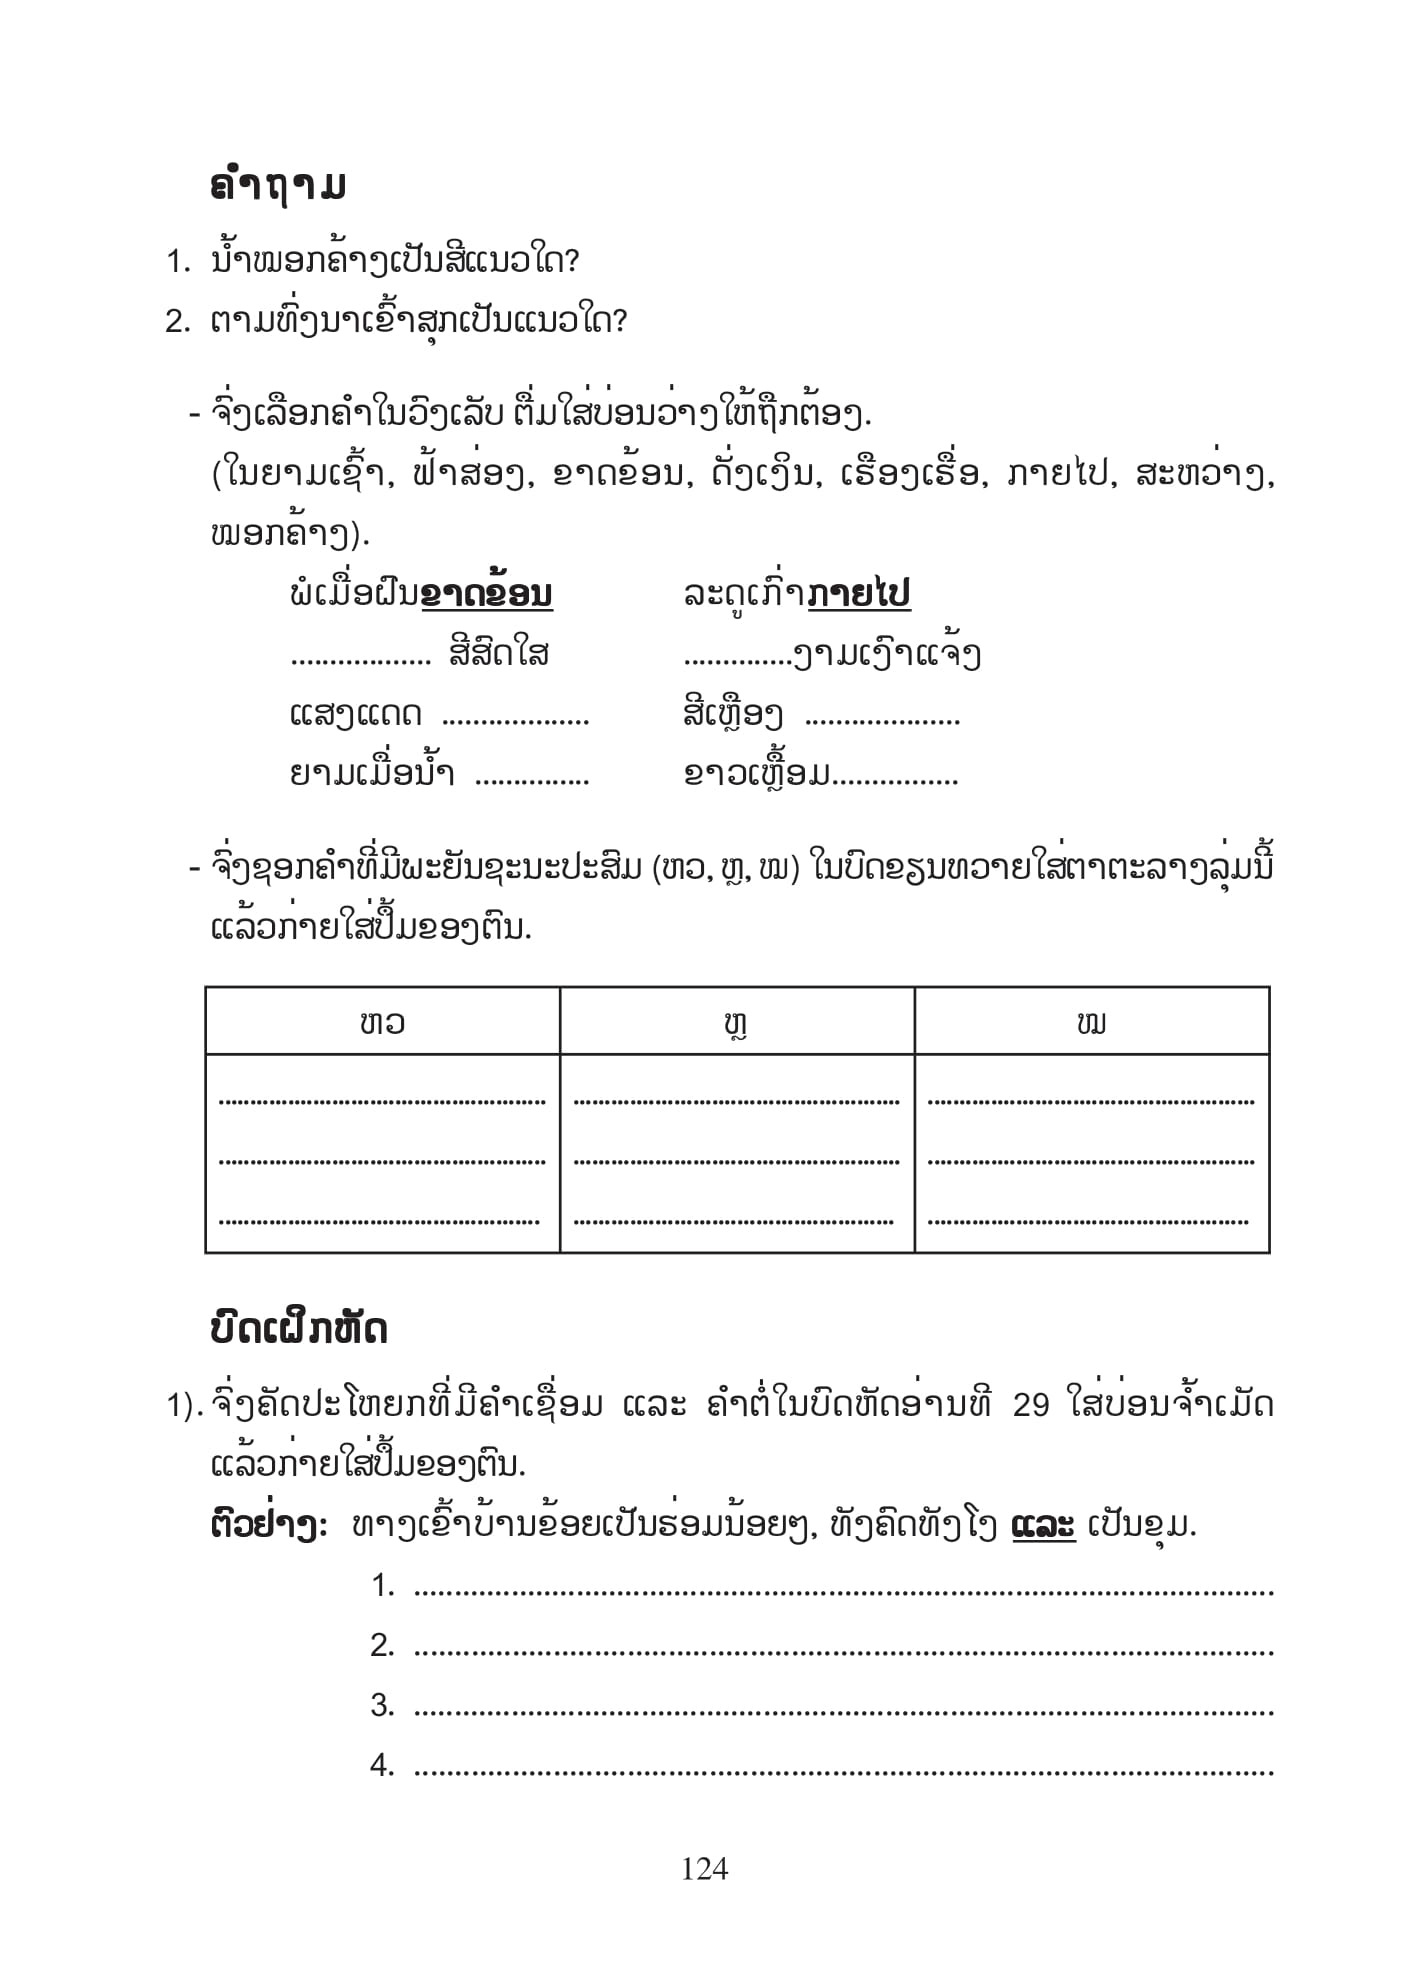 ຄຳຖາມ
1. ນ້ຳໝອກຄ້າງເປັນສີແນວໃດ?
2. ຕາມທົ່ງນາເຂົ້າສຸກເປັນແນວໃດ?
- ຈົ່ງເລືອກຄຳໃນວົງເລັບ ຕື່ມໃສ່ບ່ອນວ່າງໃຫ້ຖືກຕ້ອງ.
(ໃນຍາມເຊົ້າ, ຟ້າສ່ອງ, ຂາດຂ້ອນ, ດັ່ງເງິນ, ເຮືອງເຮື່ອ, ກາຍໄປ, ສະຫວ່າງ,
ໝອກຄ້າງ).
ພໍເມື່ອຝົນຂາດຂ້ອນ ລະດູເກົ່າກາຍໄປ
.................. ສີສົດໃສ ..............ງາມເງົາແຈ້ງ
ແສງແດດ ................... ສີເຫຼືອງ ....................
ຍາມເມື່ອນ້ຳ ............... ຂາວເຫຼື້ອມ................
- ຈົ່ງຊອກຄຳທີ່ມີພະຍັນຊະນະປະສົມ (ຫວ, ຫຼ, ໝ) ໃນບົດຂຽນທວາຍໃສ່ຕາຕະລາງລຸ່ມນີ້
ແລ້ວກ່າຍໃສ່ປຶ້ມຂອງຕົນ.
ຫວ ຫຼ ໝ
.................................................... .................................................... ....................................................
.................................................... .................................................... ....................................................
................................................... ................................................... ...................................................
ບົດເຝິກຫັດ
1). ຈົ່ງຄັດປະໂຫຍກທີ່ມີຄຳເຊື່ອມ ແລະ ຄຳຕໍ່ໃນບົດຫັດອ່ານທີ 29 ໃສ່ບ່ອນຈ້ຳເມັດ
ແລ້ວກ່າຍໃສ່ປຶ້ມຂອງຕົນ.
ຕົວຢ່າງ: ທາງເຂົ້າບ້ານຂ້ອຍເປັນຮ່ອມນ້ອຍໆ, ທັງຄົດທັງໂງ ແລະ ເປັນຂຸມ.
1. ..........................................................................................................
2. ..........................................................................................................
3. ..........................................................................................................
4. ..........................................................................................................
124